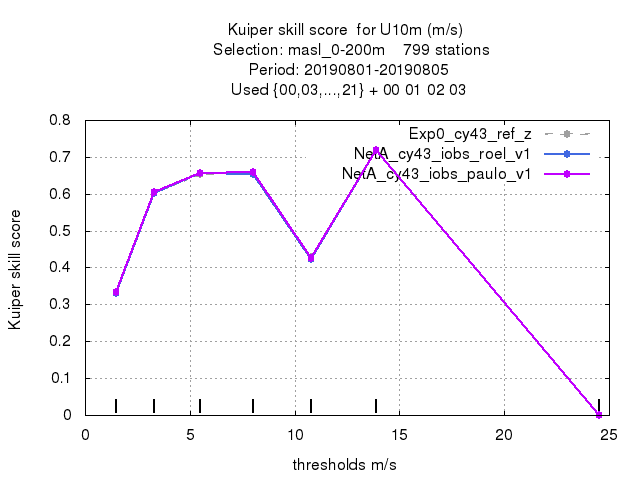 Kuiper skill score  for U10m (m/s)
Selection: masl_0-200m    799 stations
Period: 20190801-20190805
Used {00,03,...,21} + 00 01 02 03
Exp0_cy43_ref_z
NetA_cy43_iobs_roel_v1
NetA_cy43_iobs_paulo_v1
0.8
0.7
0.6
0.5
0.4
0.3
0.2
0.1
0
Kuiper skill score
0 5 10 15 20 25
thresholds m/s